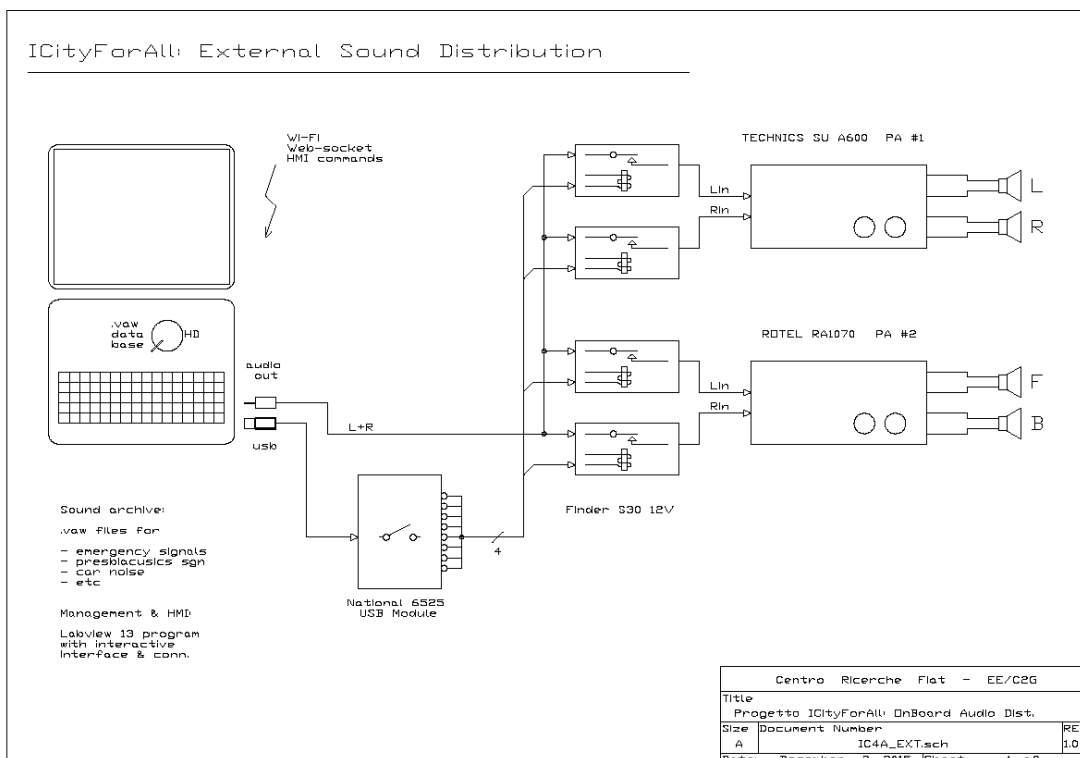 ICityForAll: External Sound Distribution
WI-FI
Web-socket
HMI commands
TECHNICS SU A600 PA #1
LIn
RIn
L
R
.vaw
data
base
HD
audio
out
usb
L+R
ROTEL RA1070 PA #2
LIn
RIn
F
B
Finder S30 12V
4
National 6525
USB Module
Sound archive:
.vaw files for
- emergency signals
- presbiacusics sgn
- car noise
- etc
Management & HMI:
Labview 13 program
with interactive
Interface & conn.
Centro Ricerche Fiat - EE/C2G
Title
Progetto ICityForAll: OnBoard Audio Dist.
Size Document Number RE
A IC4A_EXT.sch 1.0